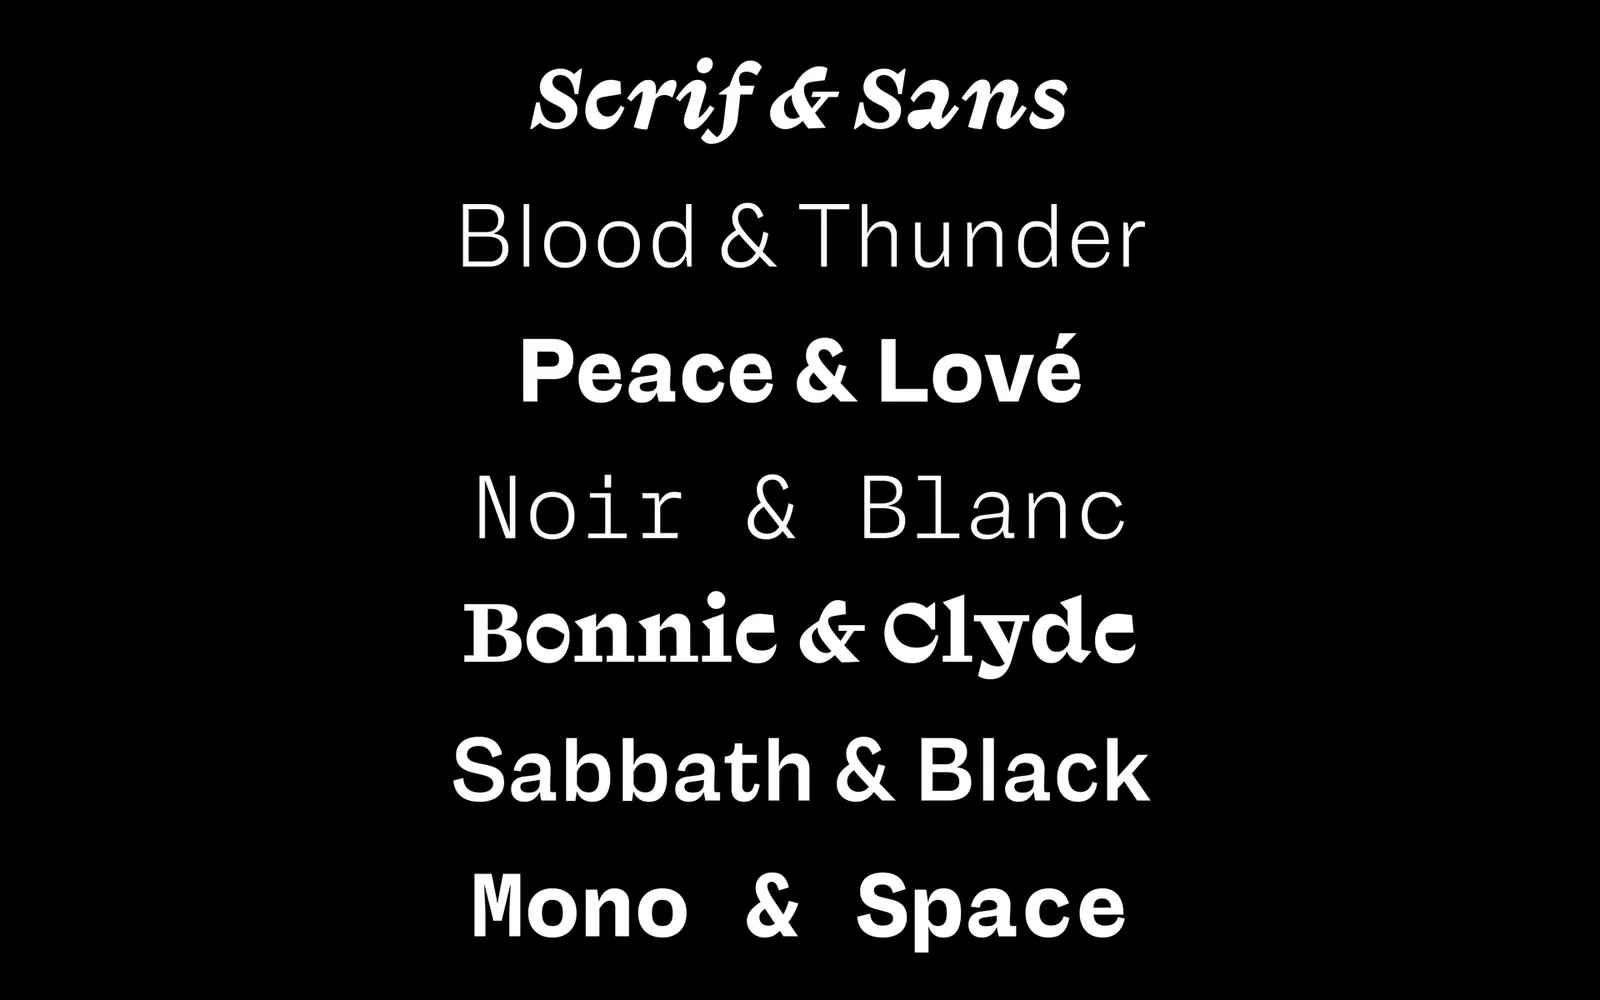 Serif & Sans
Blood & Thunder
Peace & Lové
Noir & Blanc
Bonnie & Clyde
Sabbath & Black
Mono & Space